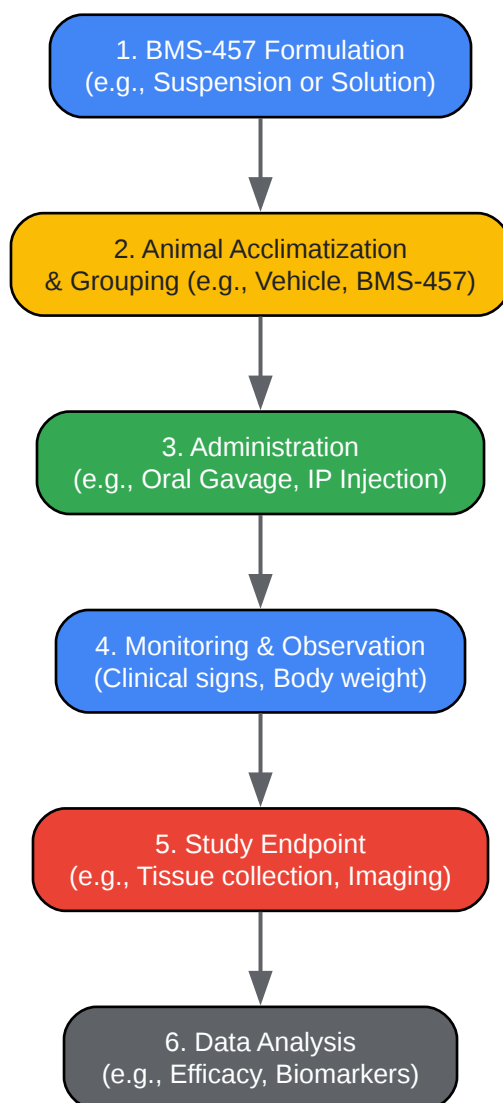 1. BMS-457 Formulation
(e.g., Suspension or Solution)
2. Animal Acclimatization
& Grouping (e.g., Vehicle, BMS-457)
3. Administration
(e.g., Oral Gavage, IP Injection)
4. Monitoring & Observation
(Clinical signs, Body weight)
5. Study Endpoint
(e.g., Tissue collection, Imaging)
6. Data Analysis
(e.g., Efficacy, Biomarkers)